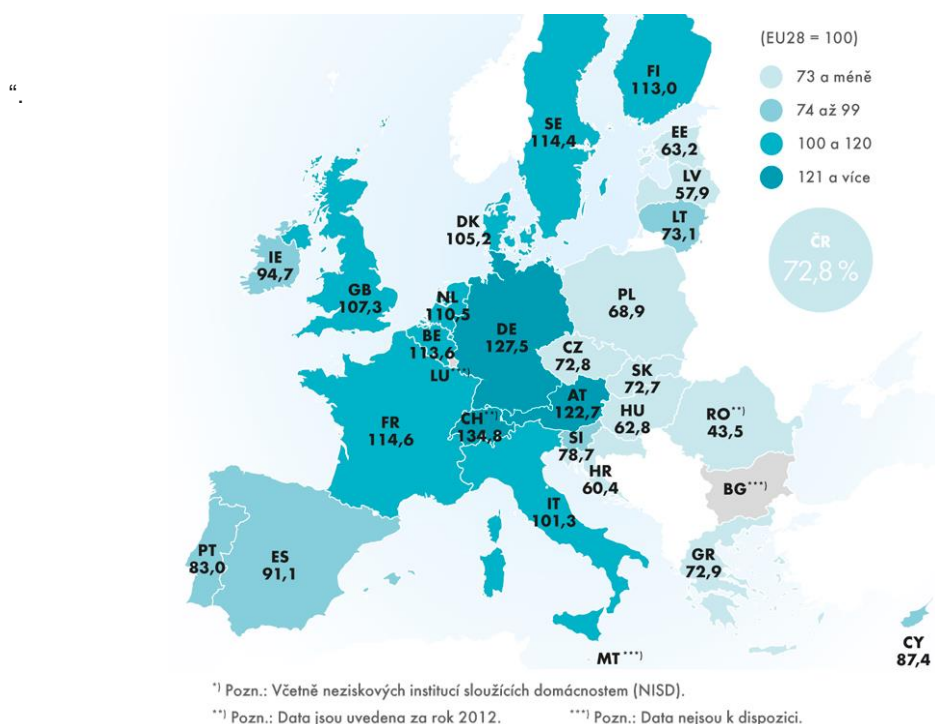 “.
(EU28 = 100)
73 a méně
74 až 99
100 a 120
121 a více
ČR
72,8 %
FI
113,0
SE
114,4
EE
63,2
LV
57,9
LT
73,1
DK
105,2
IE
94,7
GB
107,3
NL
110,5
BE
113,6
LU***)
DE
127,5
PL
68,9
CZ
72,8
SK
72,7
AT
122,7
HU
62,8
RO**)
43,5
CH**)
134,8
FR
114,6
SI
78,7
HR
60,4
BG***)
IT
101,3
PT
83,0
ES
91,1
GR
72,9
CY
87,4
MT***)
*) Pozn.: Včetně neziskových institucí sloužících domácnostem (NISD).
**) Pozn.: Data jsou uvedena za rok 2012. ***) Pozn.: Data nejsou k dispozici.